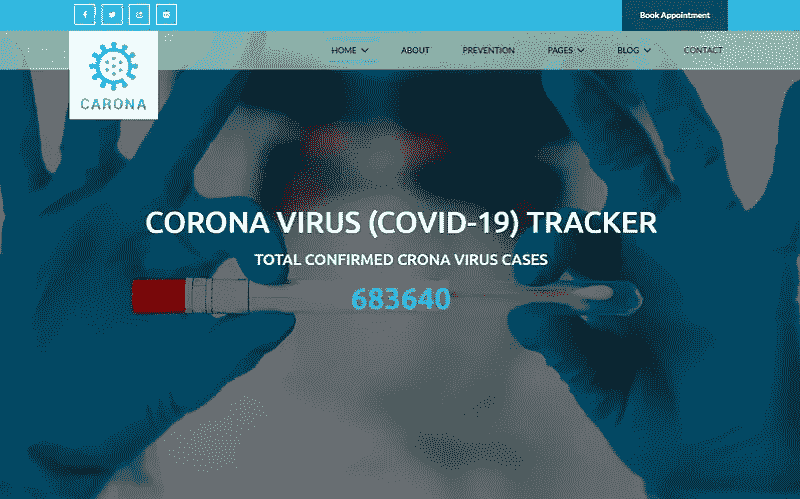 Book Appointment
CARONA
HOME ABOUT PREVENTION PAGES BLOG CONTACT
CORONA VIRUS (COVID-19) TRACKER
TOTAL CONFIRMED CRONA VIRUS CASES
683640